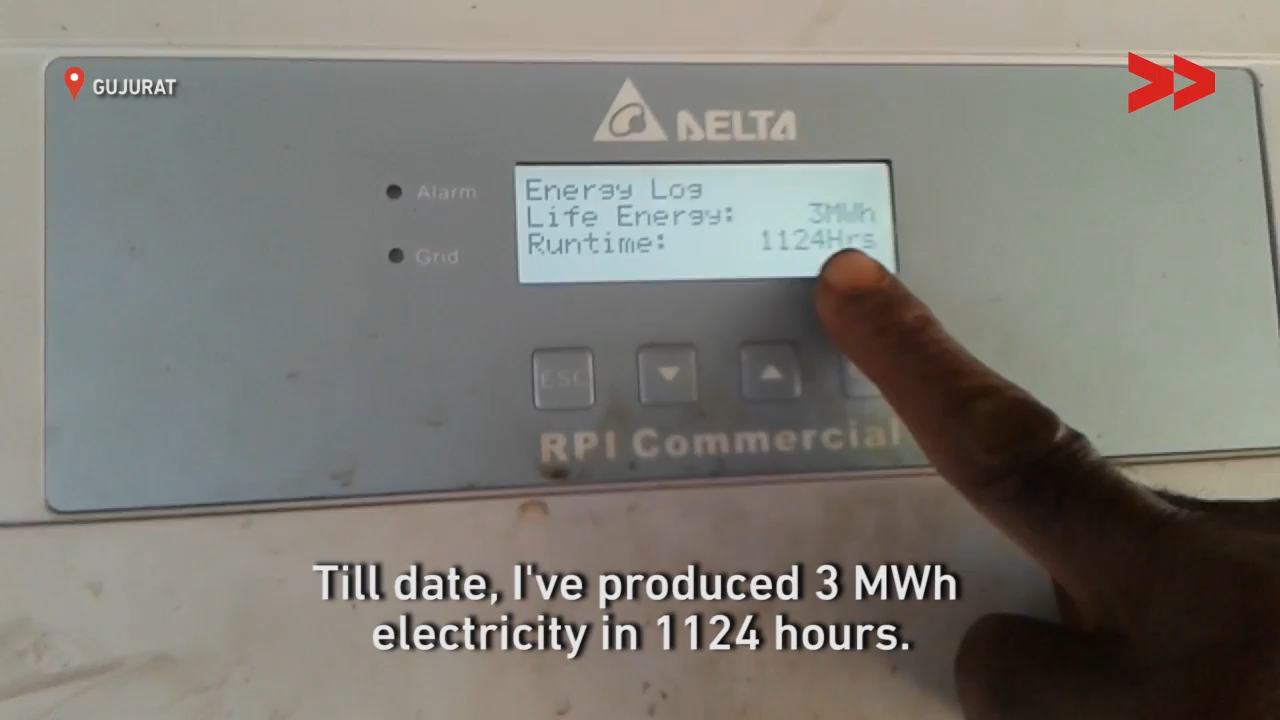 GUJURAT
DELTA
Alarm
Grid
Energy Log
Life Energy: 3MWh
Runtime: 1124Hrs
ESC
RPI Commercial
Till date, I've produced 3 MWh
electricity in 1124 hours.